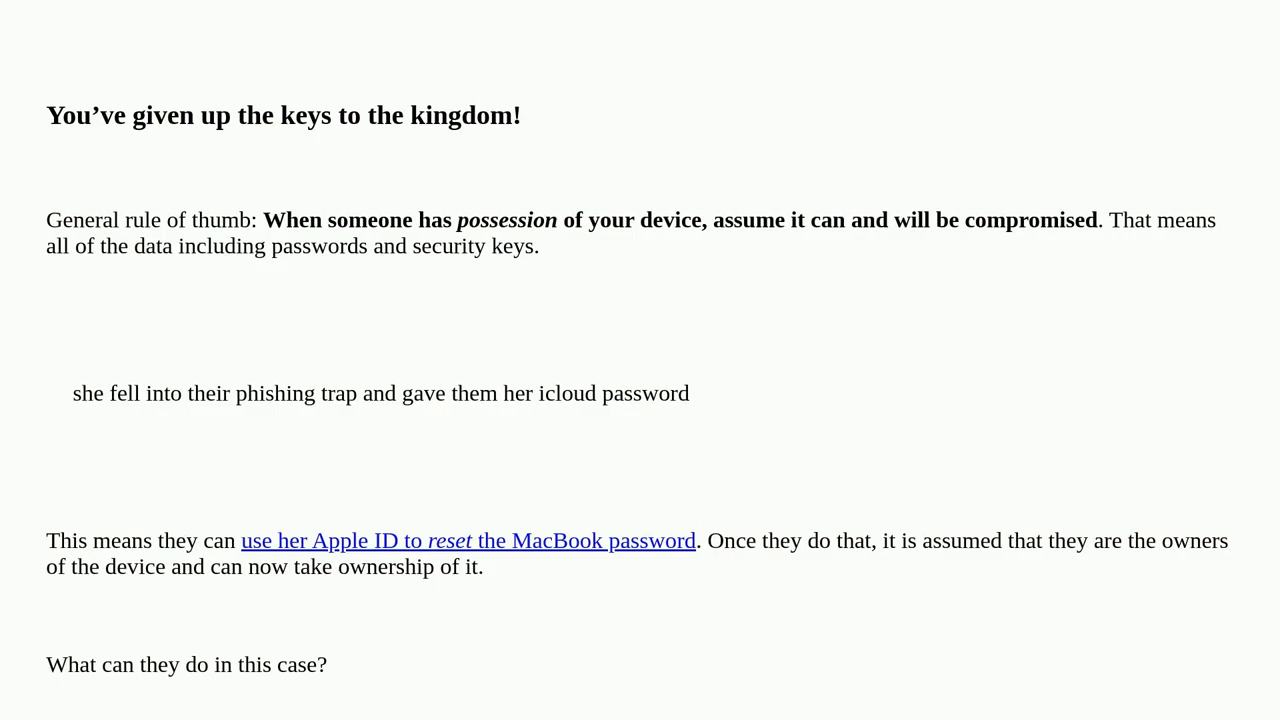 You’ve given up the keys to the kingdom!
General rule of thumb: When someone has possession of your device, assume it can and will be compromised. That means
all of the data including passwords and security keys.
she fell into their phishing trap and gave them her icloud password
This means they can use her Apple ID to reset the MacBook password. Once they do that, it is assumed that they are the owners
of the device and can now take ownership of it.
What can they do in this case?